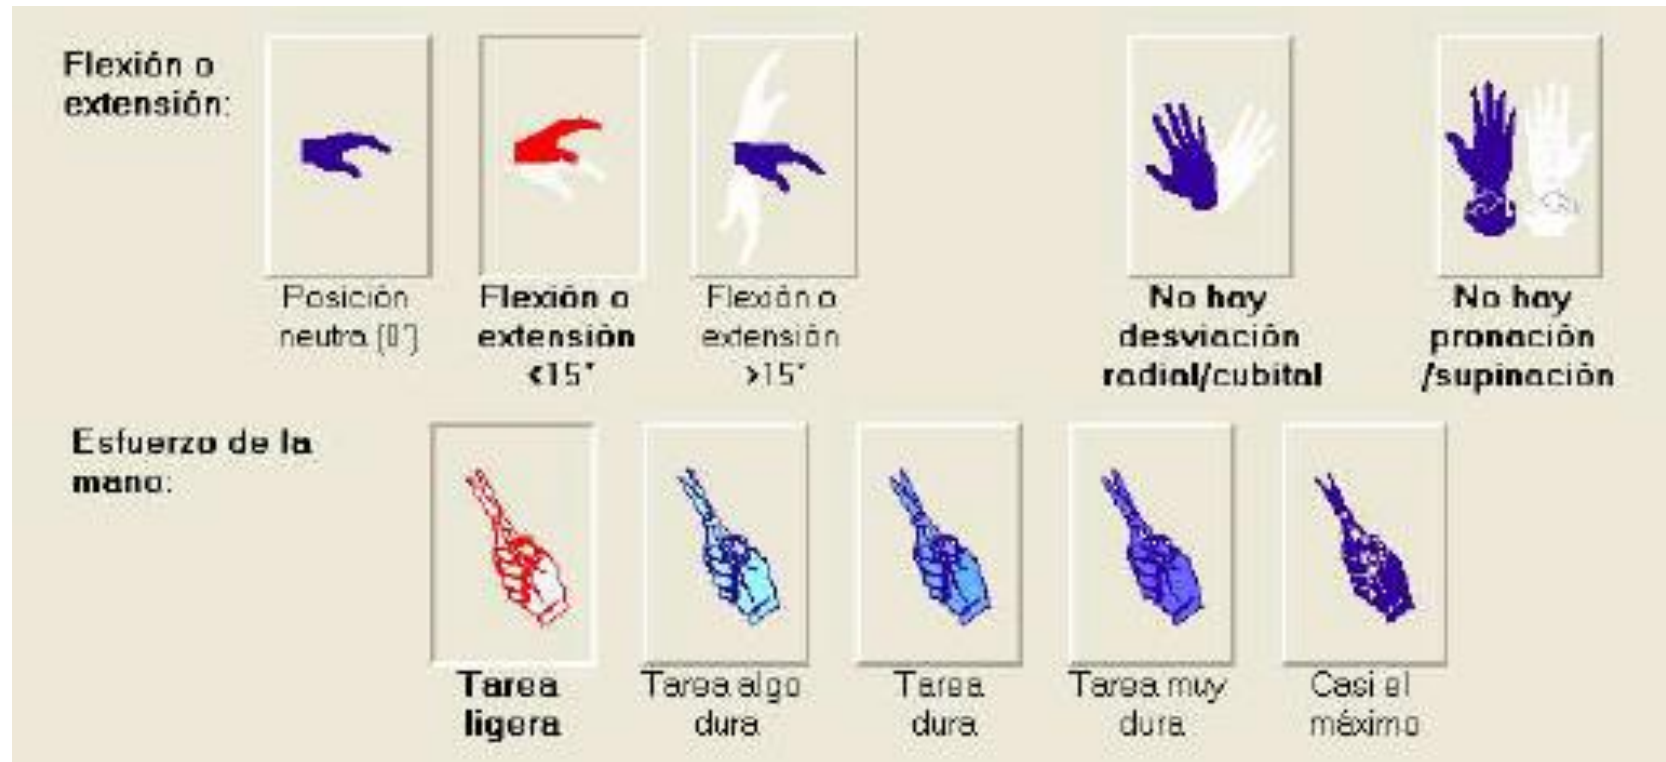 Flexión o
extensión:
Posición
neutra (0°)
Flexión o
extensión
<15°
Flexión o
extensión
>15°
No hay
desviación
radial/cubital
No hay
pronación
/supinación
Esfuerzo de la
mano:
Tarea
ligera
Tarea algo
dura
Tarea
dura
Tarea muy
dura
Casi el
máximo